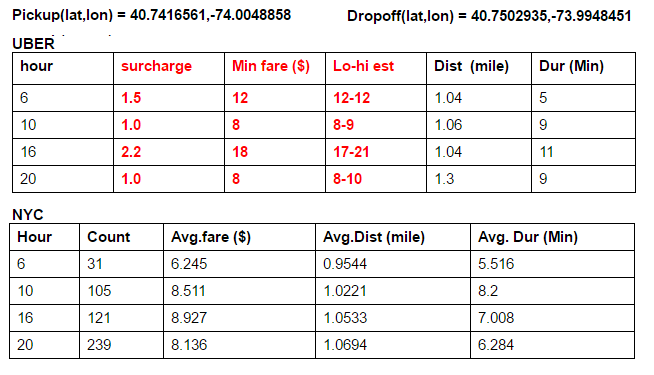 Pickup(lat,lon) = 40.7416561,-74.0048858 Dropoff(lat,lon) = 40.7502935,-73.9948451
UBER
hour surcharge Min fare ($) Lo-hi est Dist (mile) Dur (Min)
6 1.5 12 12-12 1.04 5
10 1.0 8 8-9 1.06 9
16 2.2 18 17-21 1.04 11
20 1.0 8 8-10 1.3 9
NYC
Hour Count Avg.fare ($) Avg.Dist (mile) Avg. Dur (Min)
6 31 6.245 0.9544 5.516
10 105 8.511 1.0221 8.2
16 121 8.927 1.0533 7.008
20 239 8.136 1.0694 6.284